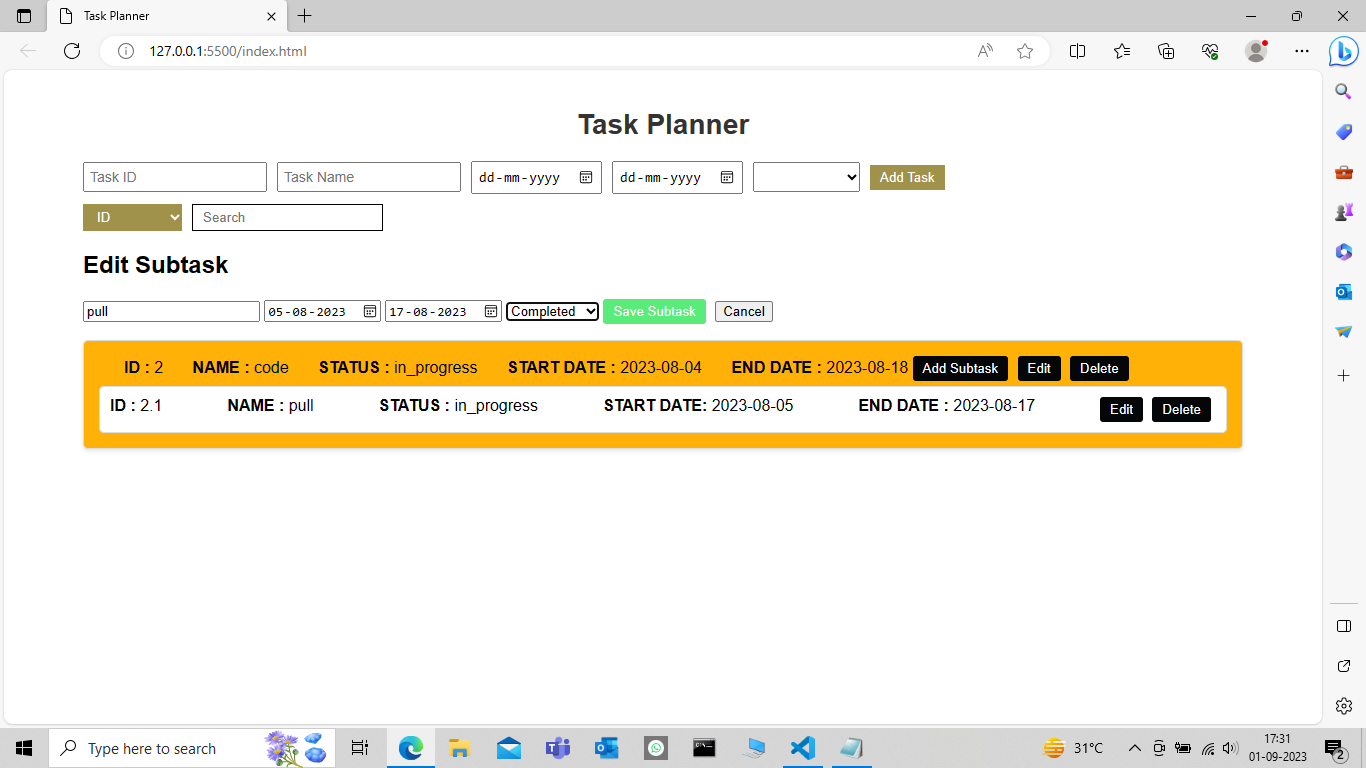 Task Planner
127.0.0.1:5500/index.html
Task Planner
Task ID Task Name dd-mm-yyyy dd-mm-yyyy Add Task
ID Search
Edit Subtask
pull 05-08-2023 17-08-2023 Completed Save Subtask Cancel
ID : 2 NAME : code STATUS : in_progress START DATE : 2023-08-04 END DATE : 2023-08-18 Add Subtask Edit Delete
ID : 2.1 NAME : pull STATUS : in_progress START DATE: 2023-08-05 END DATE : 2023-08-17 Edit Delete
Type here to search 31°C 17:31
01-09-2023 2